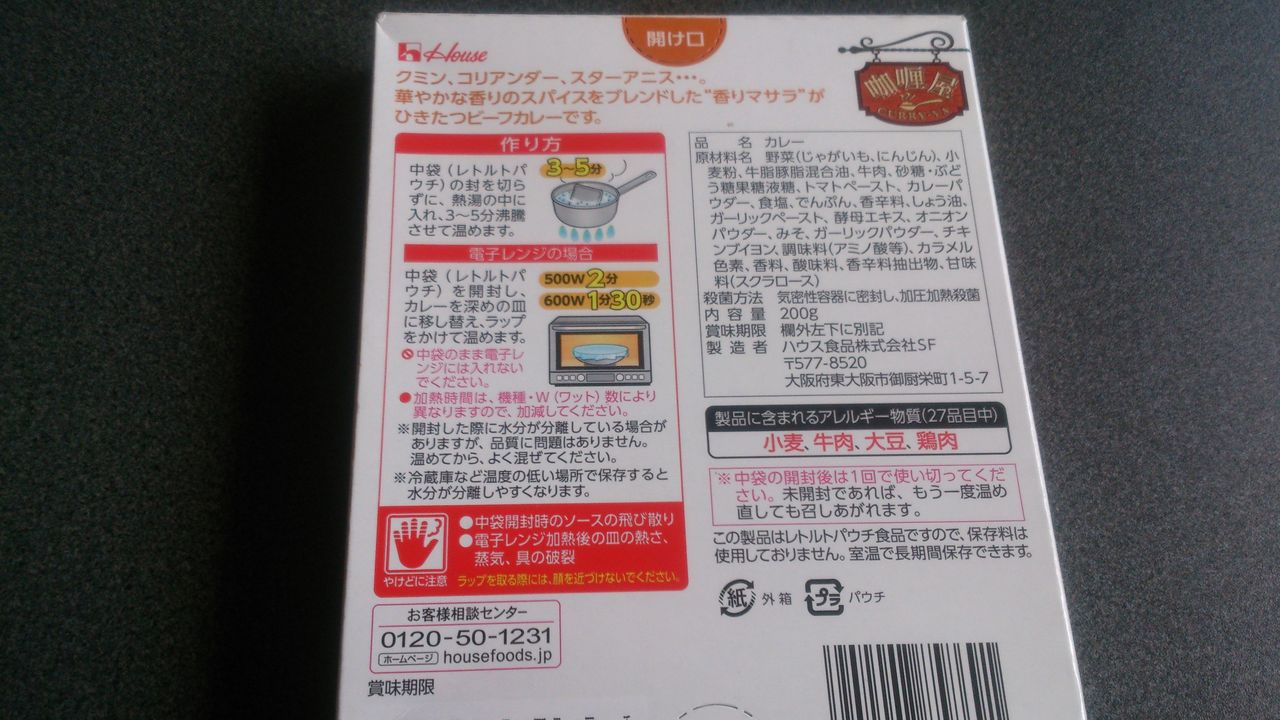 開け口
House
クミン、コリアンダー、スターアニス…。
華やかな香りのスパイスをブレンドした“香りマサラ”が
ひきたつビーフカレーです。
咖喱屋
CURRY-YA
作り方
中袋（レトルトパ
ウチ）の封を切ら
ずに、熱湯の中に
入れ、3～5分沸騰
させて温めます。
3～5分
電子レンジの場合
中袋（レトルトパ
ウチ）を開封し、
カレーを深めの皿
に移し替え、ラップ
をかけて温めます。
500W 2分
600W 1分30秒
中袋のまま電子レ
ンジには入れない
でください。
●加熱時間は、機種・W（ワット）数により
異なりますので、加減してください。
※開封した際に水分が分離している場合が
ありますが、品質に問題はありません。
温めてから、よく混ぜてください。
※冷蔵庫など温度の低い場所で保存すると
水分が分離しやすくなります。
やけどに注意
●中袋開封時のソースの飛び散り
●電子レンジ加熱後の皿の熱さ、
蒸気、具の破裂
ラップを取る際には、顔を近づけないでください。
お客様相談センター
0120-50-1231
ホームページ housefoods.jp
賞味期限
品名 カレー
原材料名 野菜（じゃがいも、にんじん）、小
麦粉、牛脂豚脂混合油、牛肉、砂糖・ぶど
う糖果糖液糖、トマトペースト、カレーパ
ウダー、食塩、でんぷん、香辛料、しょう油、
ガーリックペースト、酵母エキス、オニオン
パウダー、みそ、ガーリックパウダー、チキ
ンブイヨン、調味料（アミノ酸等）、カラメル
色素、香料、酸味料、香辛料抽出物、甘味
料（スクラロース）
殺菌方法 気密性容器に密封し、加圧加熱殺菌
内容量 200g
賞味期限 欄外左下に別記
製造者 ハウス食品株式会社SF
〒577-8520
大阪府東大阪市御厨栄町1-5-7
製品に含まれるアレルギー物質（27品目中）
小麦、牛肉、大豆、鶏肉
※中袋の開封後は1回で使い切ってくだ
さい。未開封であれば、もう一度温め
直しても召しあがれます。
この製品はレトルトパウチ食品ですので、保存料は
使用しておりません。室温で長期間保存できます。
紙 外箱 プラ パウチ